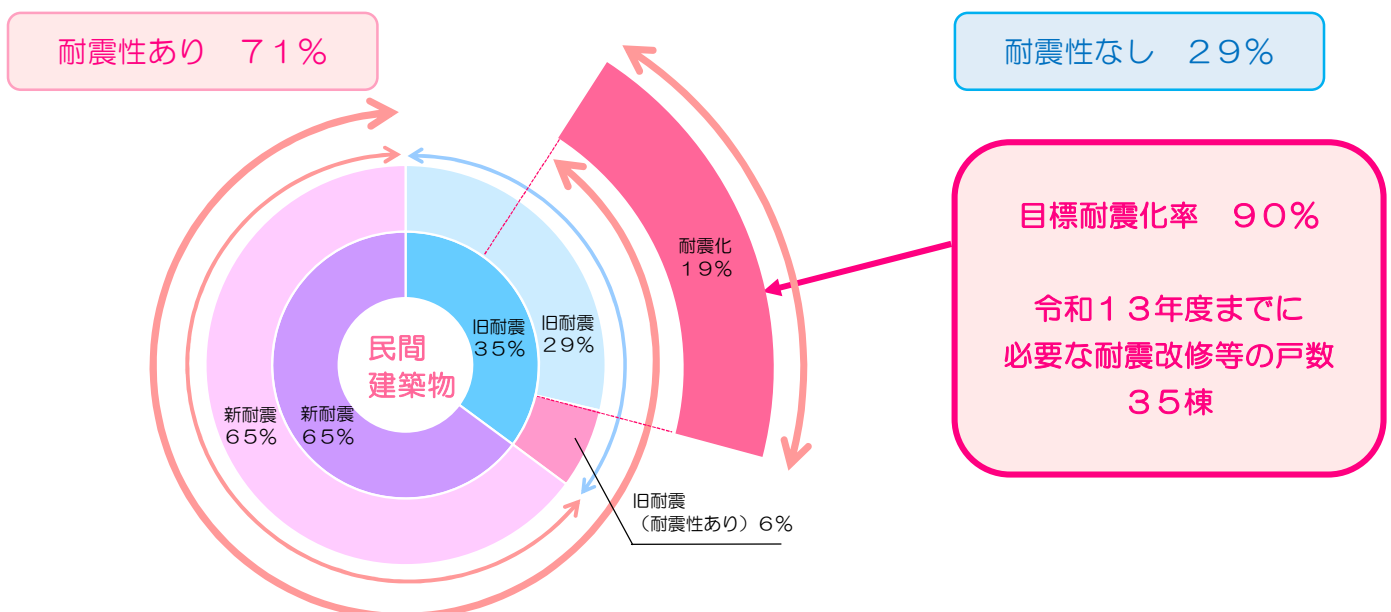 耐震性あり　７１％
耐震性なし　２９％
目標耐震化率　９０％
令和１３年度までに
必要な耐震改修等の戸数
３５棟
耐震化
１９％
民間
建築物
旧耐震
３５％
旧耐震
２９％
新耐震
６５％
新耐震
６５％
旧耐震
（耐震性あり）６％